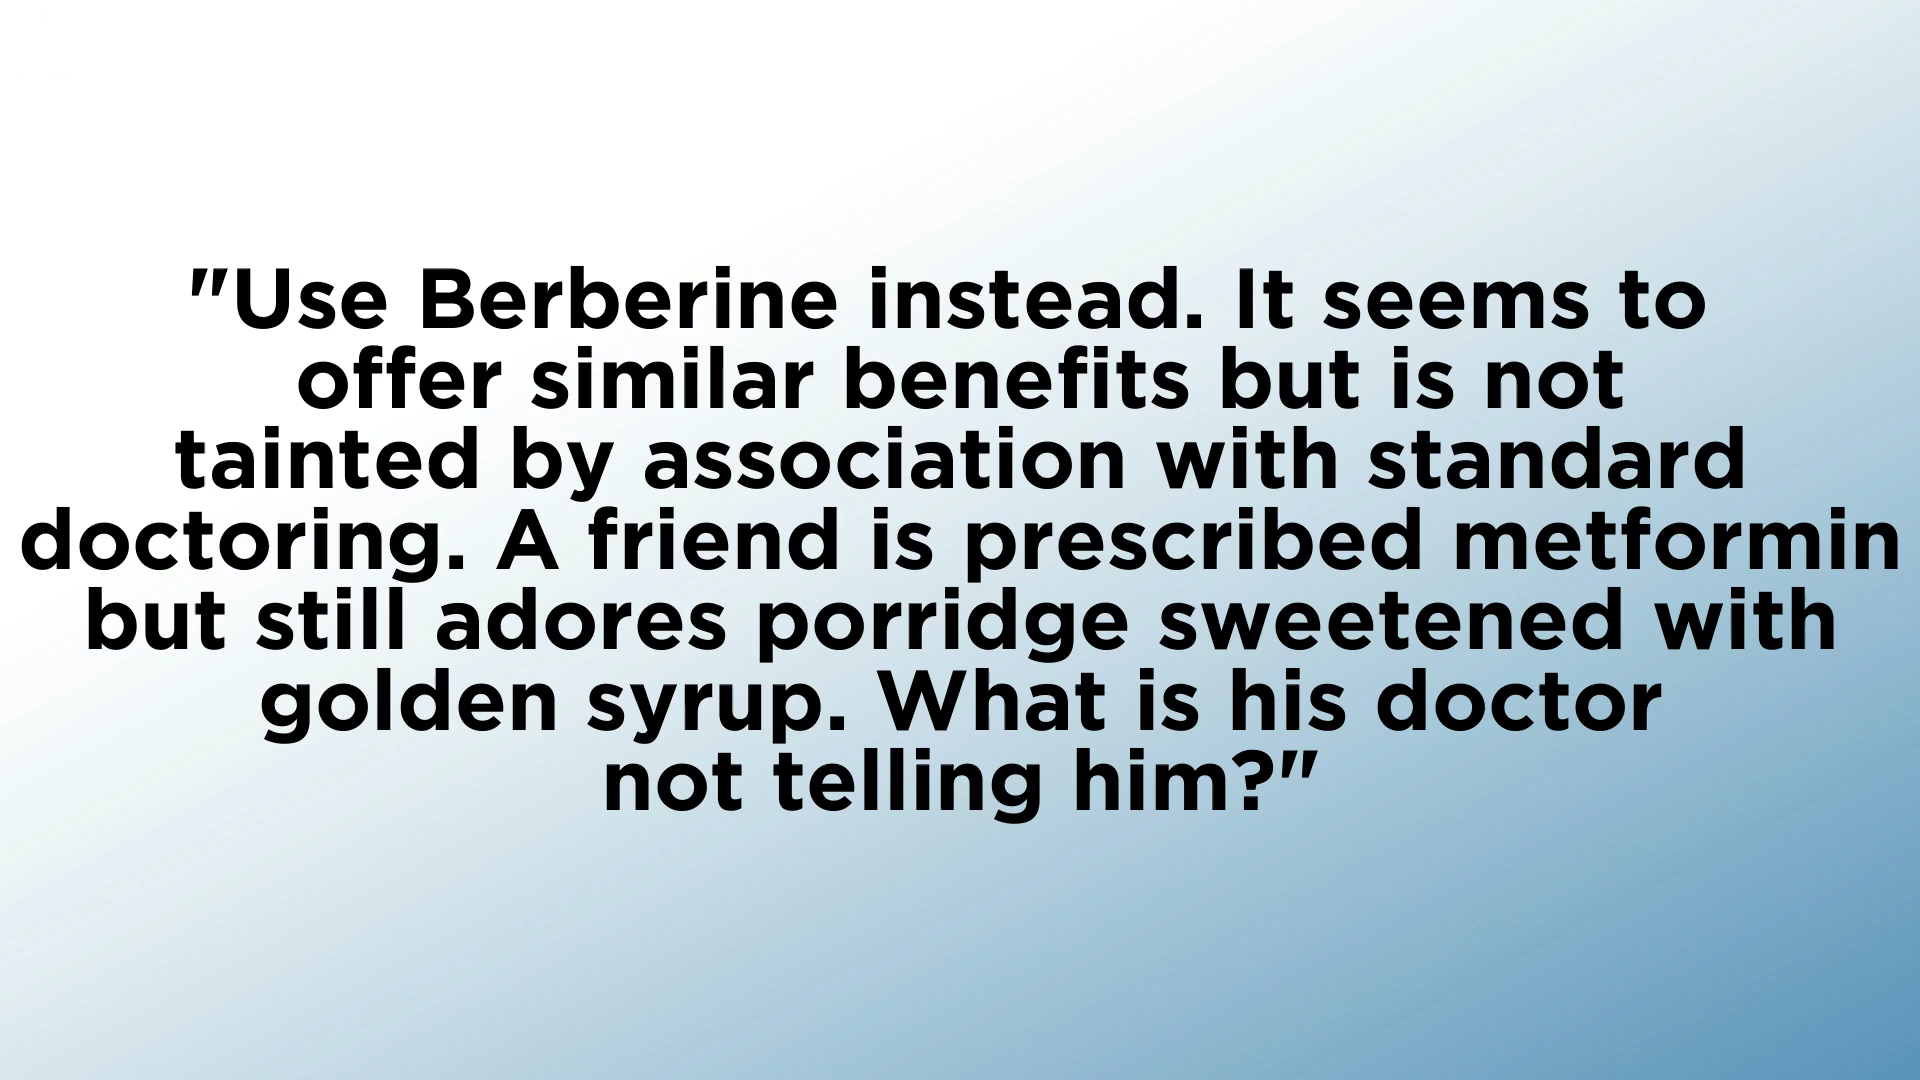 "Use Berberine instead. It seems to
offer similar benefits but is not
tainted by association with standard
doctoring. A friend is prescribed metformin
but still adores porridge sweetened with
golden syrup. What is his doctor
not telling him?"